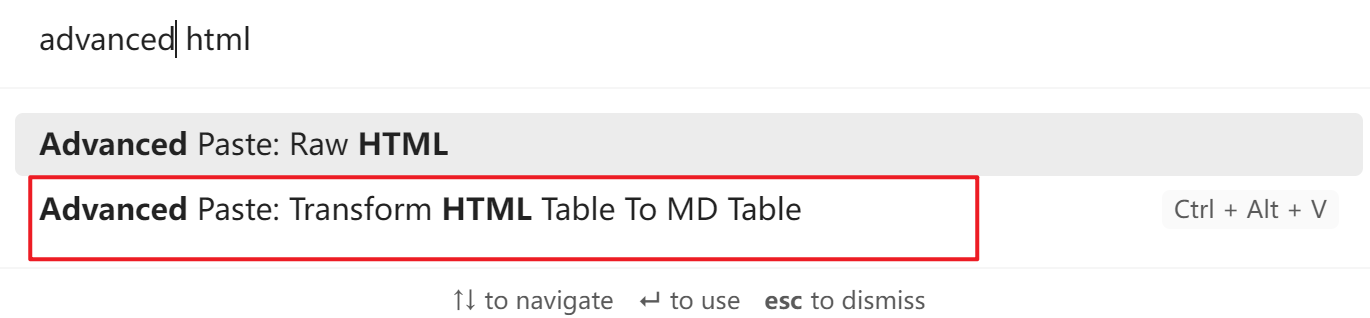 advanced html
Advanced Paste: Raw HTML
Advanced Paste: Transform HTML Table To MD Table Ctrl + Alt + V
↑↓ to navigate ↵ to use esc to dismiss